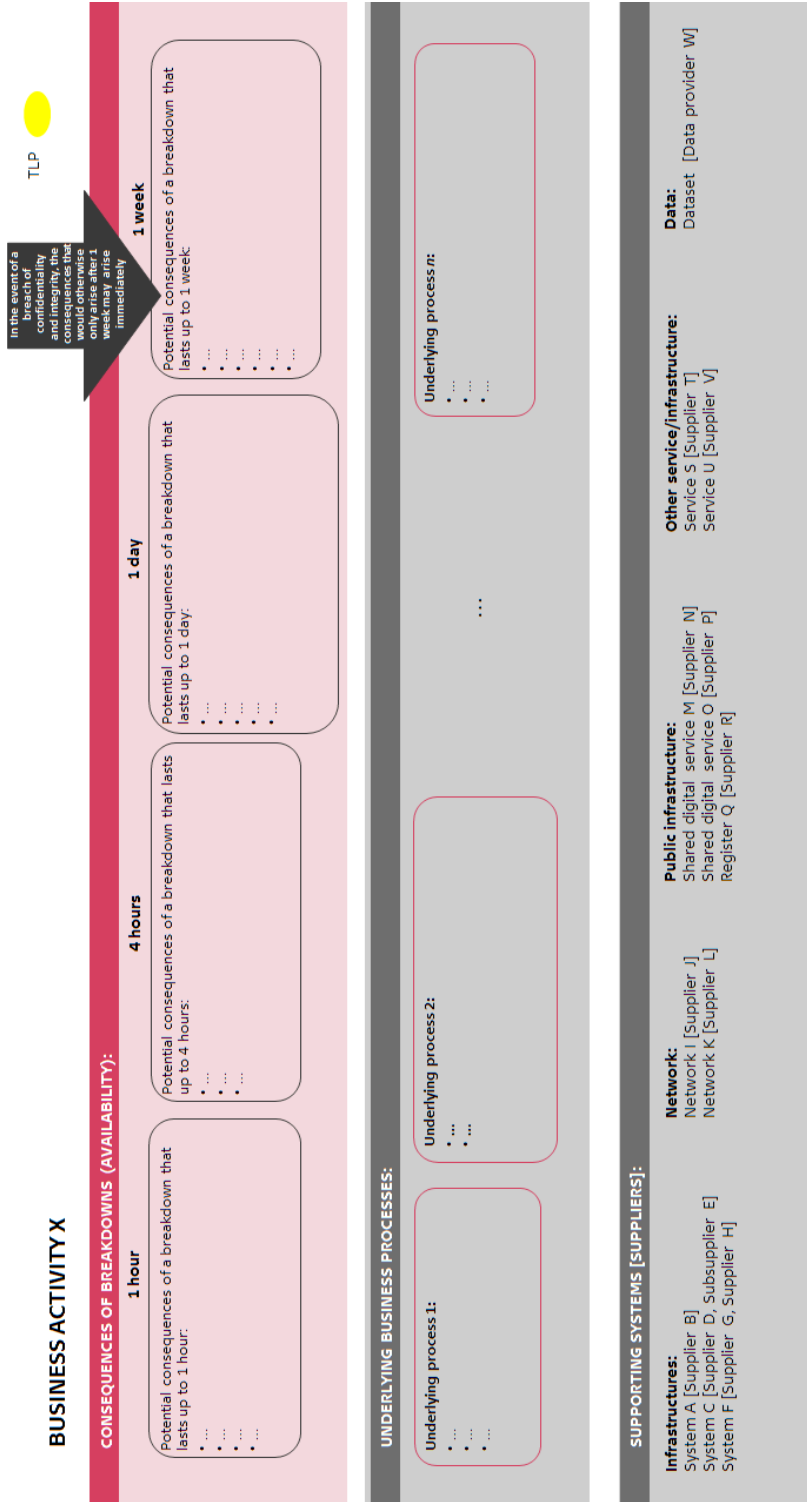 BUSINESS ACTIVITY X
TLP
In the event of a
breach of
confidentiality
and integrity, the
consequences that
would otherwise
only arise after 1
week may arise
immediately
CONSEQUENCES OF BREAKDOWNS (AVAILABILITY):
1 hour
Potential consequences of a breakdown that
lasts up to 1 hour:
• ...
• ...
• ...
• ...
4 hours
Potential consequences of a breakdown that lasts
up to 4 hours:
• ...
• ...
• ...
1 day
Potential consequences of a breakdown that
lasts up to 1 day:
• ...
• ...
• ...
• ...
• ...
1 week
Potential consequences of a breakdown that
lasts up to 1 week:
• ...
• ...
• ...
• ...
• ...
• ...
UNDERLYING BUSINESS PROCESSES:
Underlying process 1:
• ...
• ...
• ...
Underlying process 2:
• ...
• ...
...
Underlying process n:
• ...
• ...
• ...
SUPPORTING SYSTEMS [SUPPLIERS]:
Infrastructures:
System A [Supplier B]
System C [Supplier D, Subsupplier E]
System F [Supplier G, Supplier H]
Network:
Network I [Supplier J]
Network K [Supplier L]
Public infrastructure:
Shared digital service M [Supplier N]
Shared digital service O [Supplier P]
Register Q [Supplier R]
Other service/infrastructure:
Service S [Supplier T]
Service U [Supplier V]
Data:
Dataset [Data provider W]